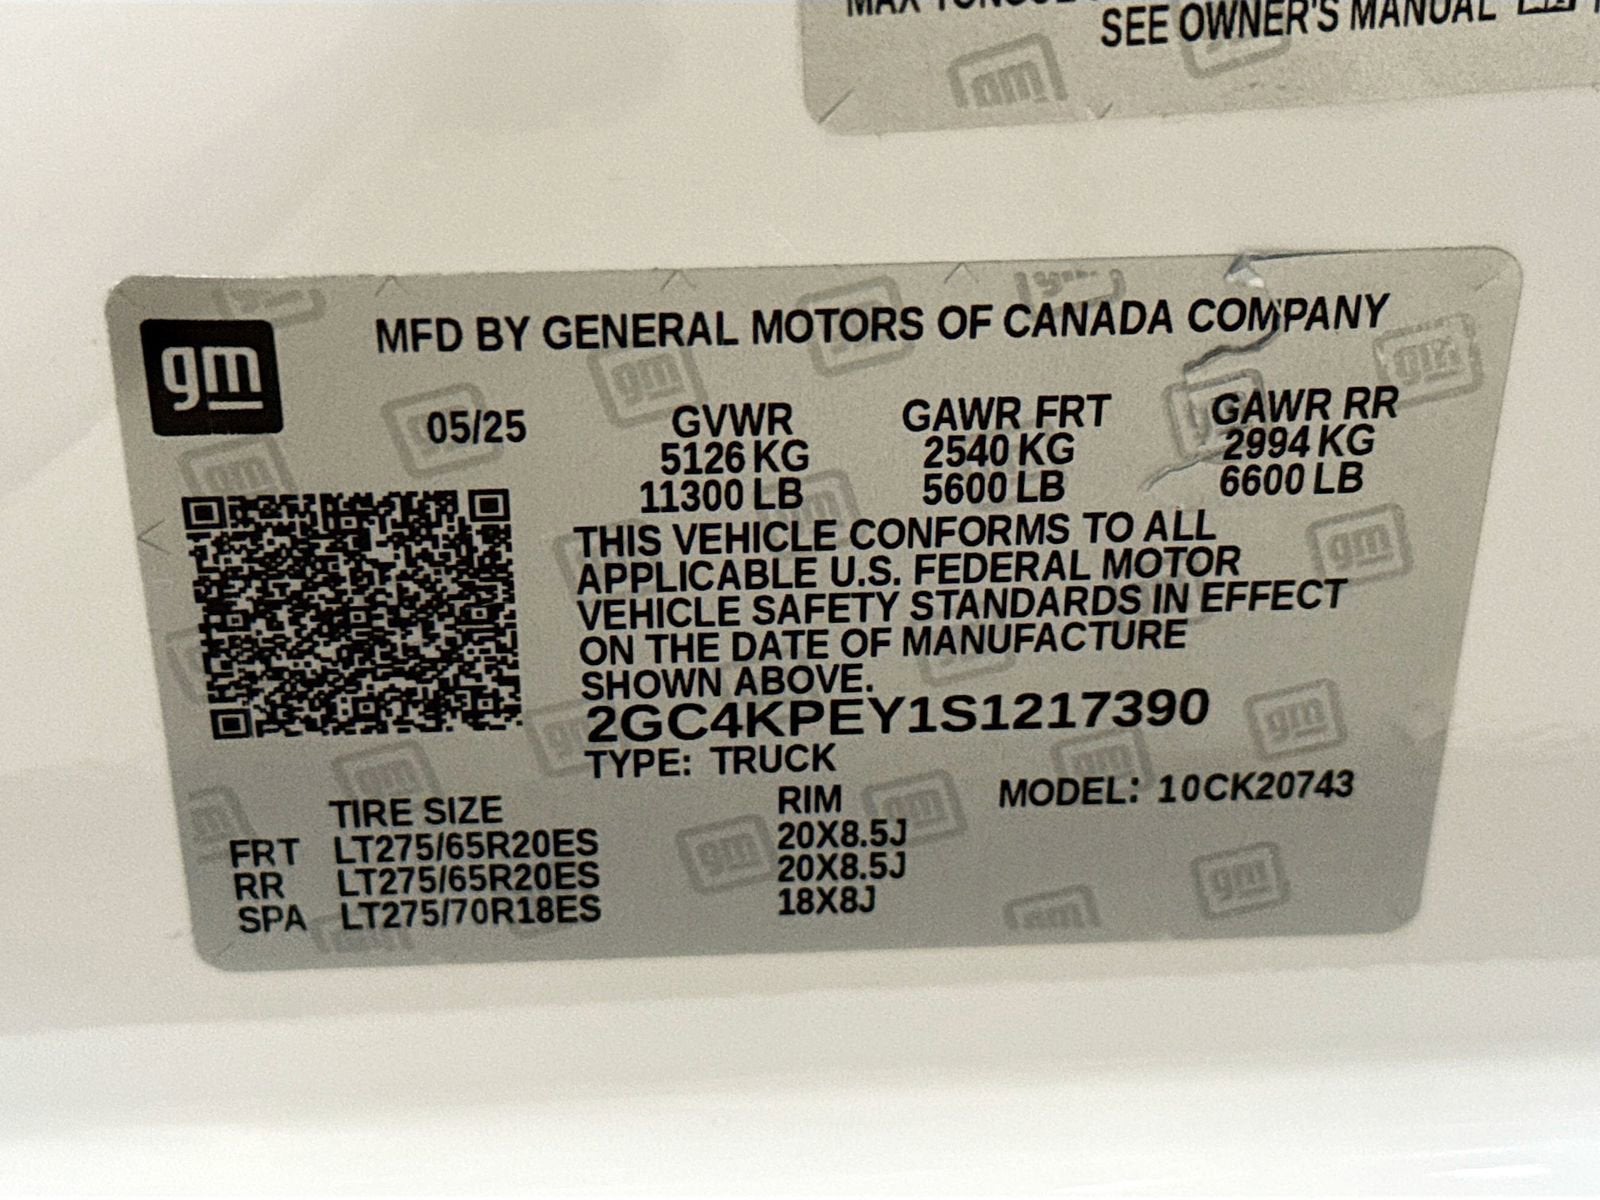 SEE OWNER'S MANUAL
gm
MFD BY GENERAL MOTORS OF CANADA COMPANY
05/25 GVWR GAWR FRT GAWR RR
5126 KG 2540 KG 2994 KG
11300 LB 5600 LB 6600 LB
THIS VEHICLE CONFORMS TO ALL
APPLICABLE U.S. FEDERAL MOTOR
VEHICLE SAFETY STANDARDS IN EFFECT
ON THE DATE OF MANUFACTURE
SHOWN ABOVE.
2GC4KPEY1S1217390
TYPE: TRUCK
TIRE SIZE RIM MODEL: 10CK20743
FRT LT275/65R20ES 20X8.5J
RR LT275/65R20ES 20X8.5J
SPA LT275/70R18ES 18X8J